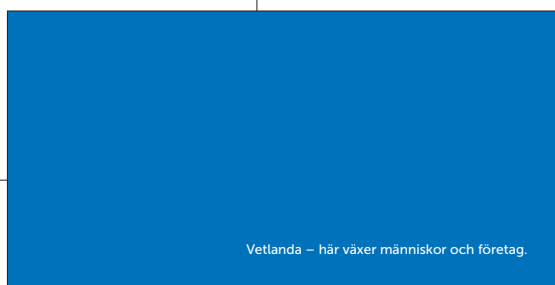 Vetlanda – här växer människor och företag.